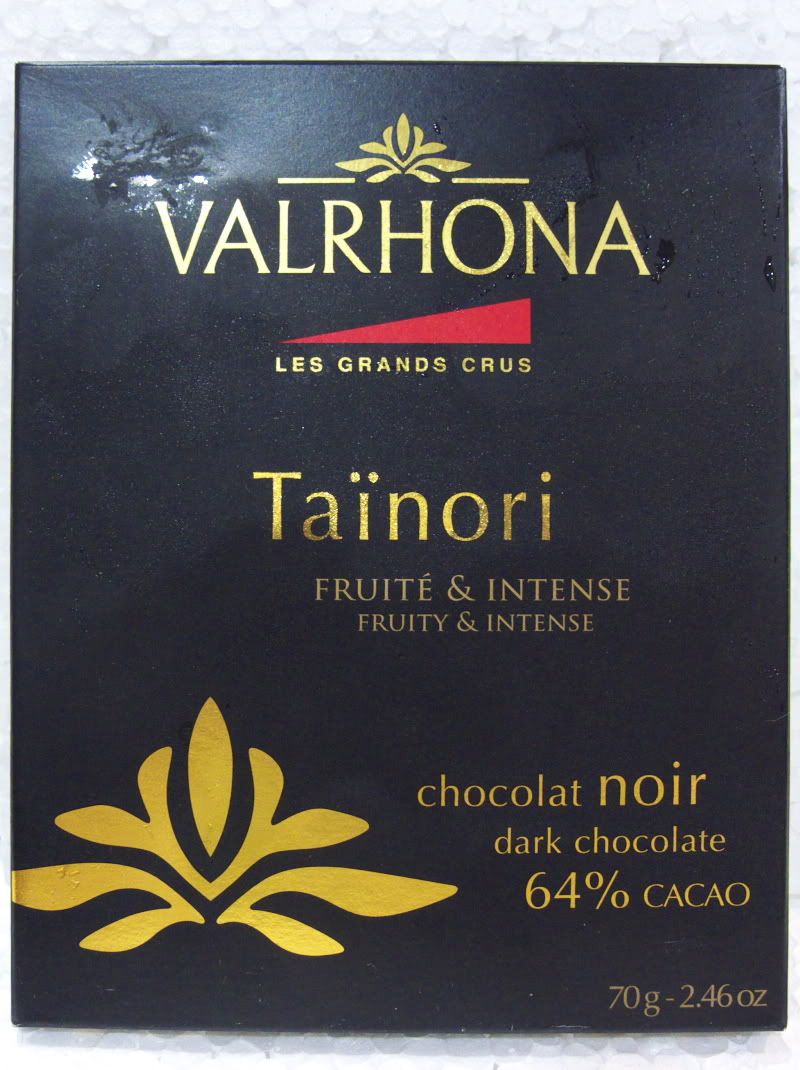 VALRHONA
LES GRANDS CRUS
Taïnori
FRUITÉ & INTENSE
FRUITY & INTENSE
chocolat noir
dark chocolate
64% CACAO
70g - 2.46 oz